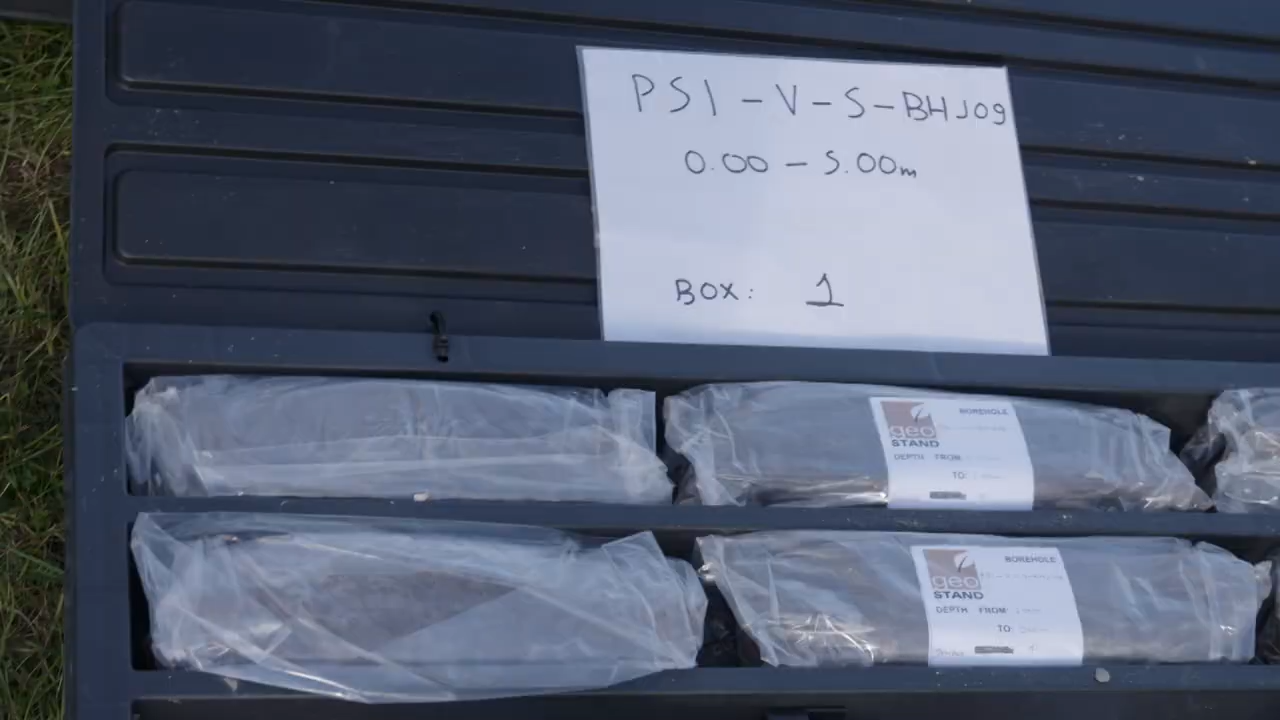 PSI-V-S-BHJ09
0.00 - 5.00m
BOX: 1
geo
STAND
BOREHOLE
DEPTH FROM:
TO:
geo
STAND
BOREHOLE
DEPTH FROM:
TO: